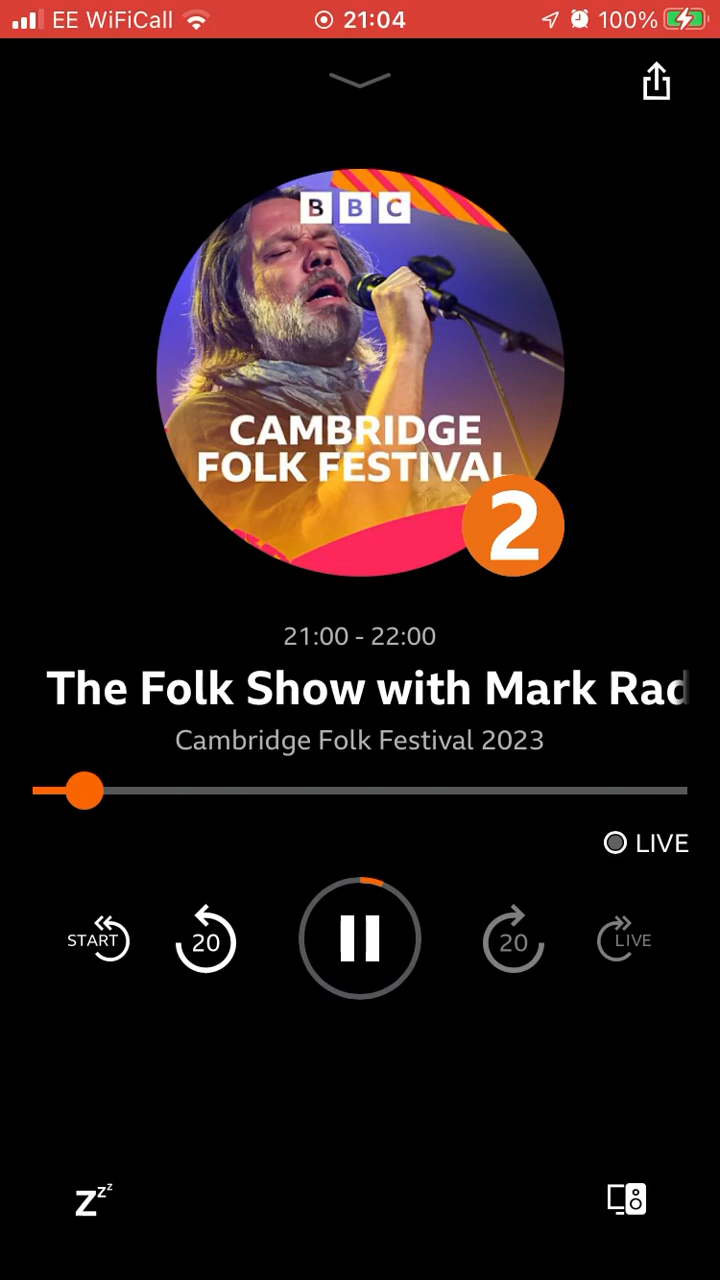 EE WiFiCall 21:04 100%
BBC
CAMBRIDGE
FOLK FESTIVAL
2
21:00 - 22:00
The Folk Show with Mark Rad
Cambridge Folk Festival 2023
LIVE
START 20 20 LIVE
Zzz